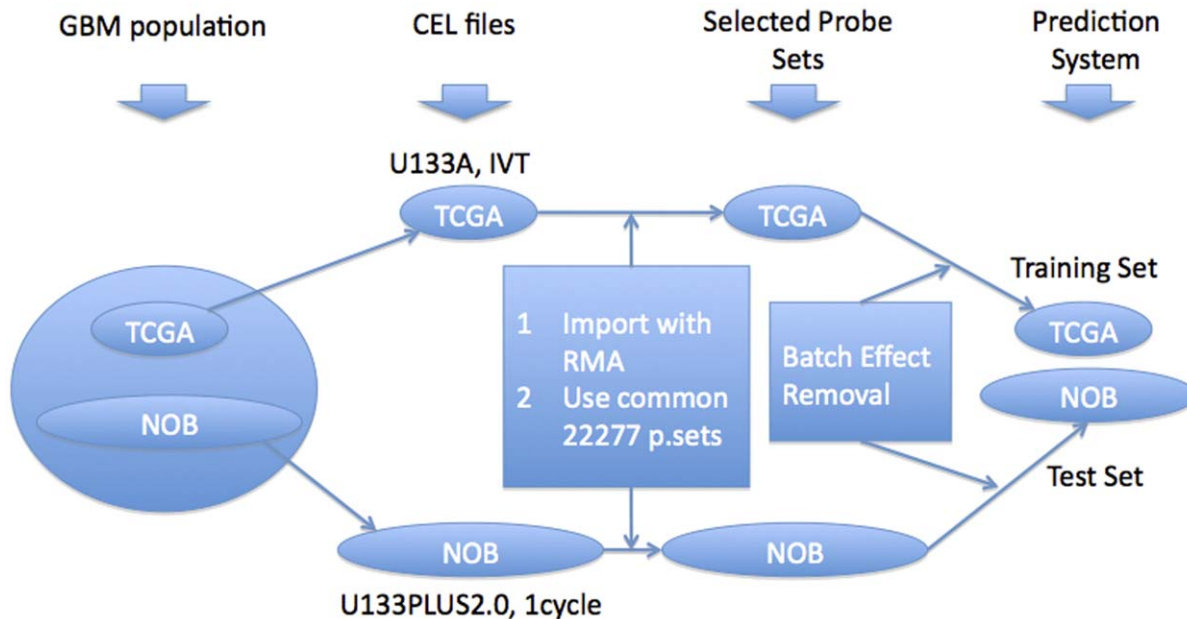 GBM population
CEL files
Selected Probe
Sets
Prediction
System
U133A, IVT
TCGA
TCGA
Training Set
TCGA
TCGA
1 Import with
RMA
2 Use common
22277 p.sets
Batch Effect
Removal
NOB
NOB
Test Set
NOB
NOB
U133PLUS2.0, 1cycle